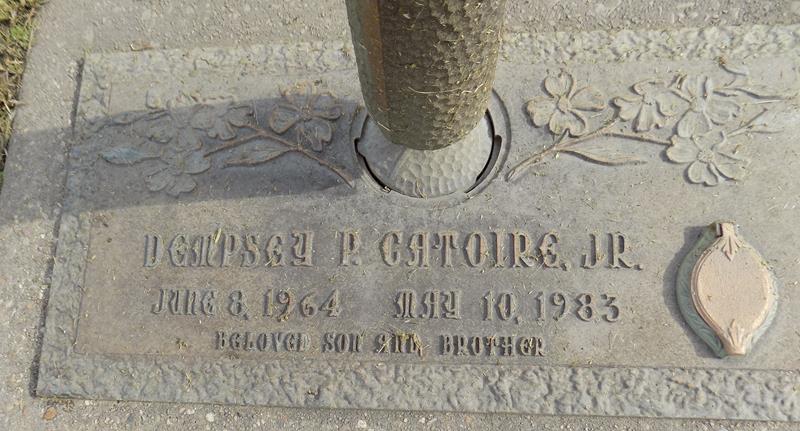 DEMPSEY P. CATOIRE, JR.
JUNE 8, 1964 MAY 10, 1983
BELOVED SON AND BROTHER